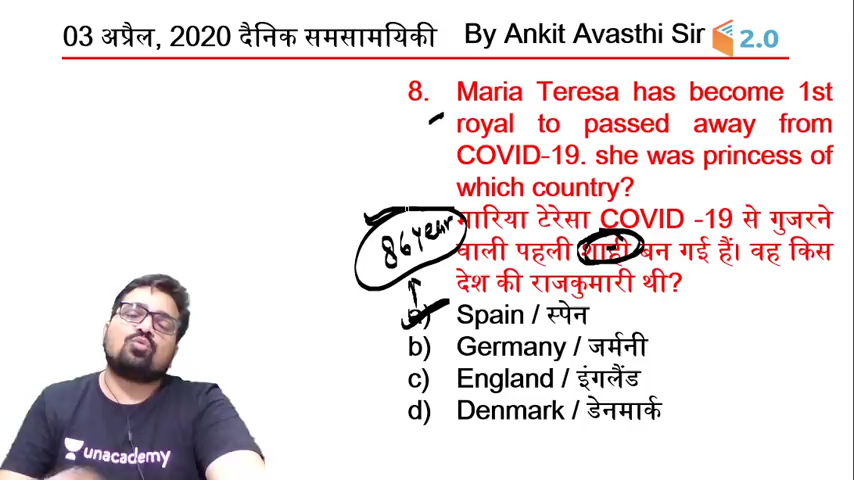 03 अप्रैल, 2020 दैनिक समसामयिकी By Ankit Avasthi Sir 2.0
8. Maria Teresa has become 1st
royal to passed away from
COVID-19. she was princess of
which country?
मारिया टेरेसा COVID -19 से गुजरने
वाली पहली शाही बन गई हैं। वह किस
देश की राजकुमारी थी?
86 year
a) Spain / स्पेन
b) Germany / जर्मनी
c) England / इंगलैंड
d) Denmark / डेनमार्क
unacademy